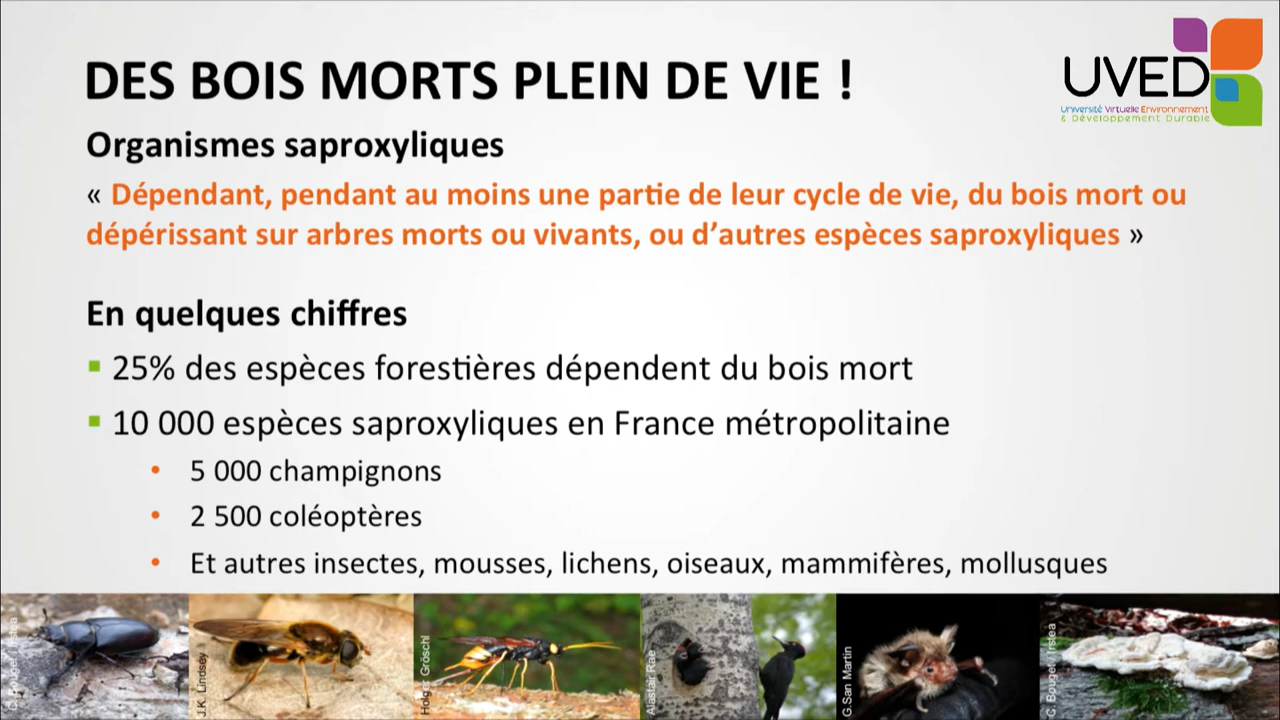 DES BOIS MORTS PLEIN DE VIE !
UVED
Université Virtuelle Environnement
& Développement Durable
Organismes saproxyliques
« Dépendant, pendant au moins une partie de leur cycle de vie, du bois mort ou
dépérissant sur arbres morts ou vivants, ou d’autres espèces saproxyliques »
En quelques chiffres
▪ 25% des espèces forestières dépendent du bois mort
▪ 10 000 espèces saproxyliques en France métropolitaine
• 5 000 champignons
• 2 500 coléoptères
• Et autres insectes, mousses, lichens, oiseaux, mammifères, mollusques
C. Bouget/ Irstea
J.K. Lindsey
Holger Gröschl
Alastair Rae
G.San Martin
C. Bouget/ Irstea